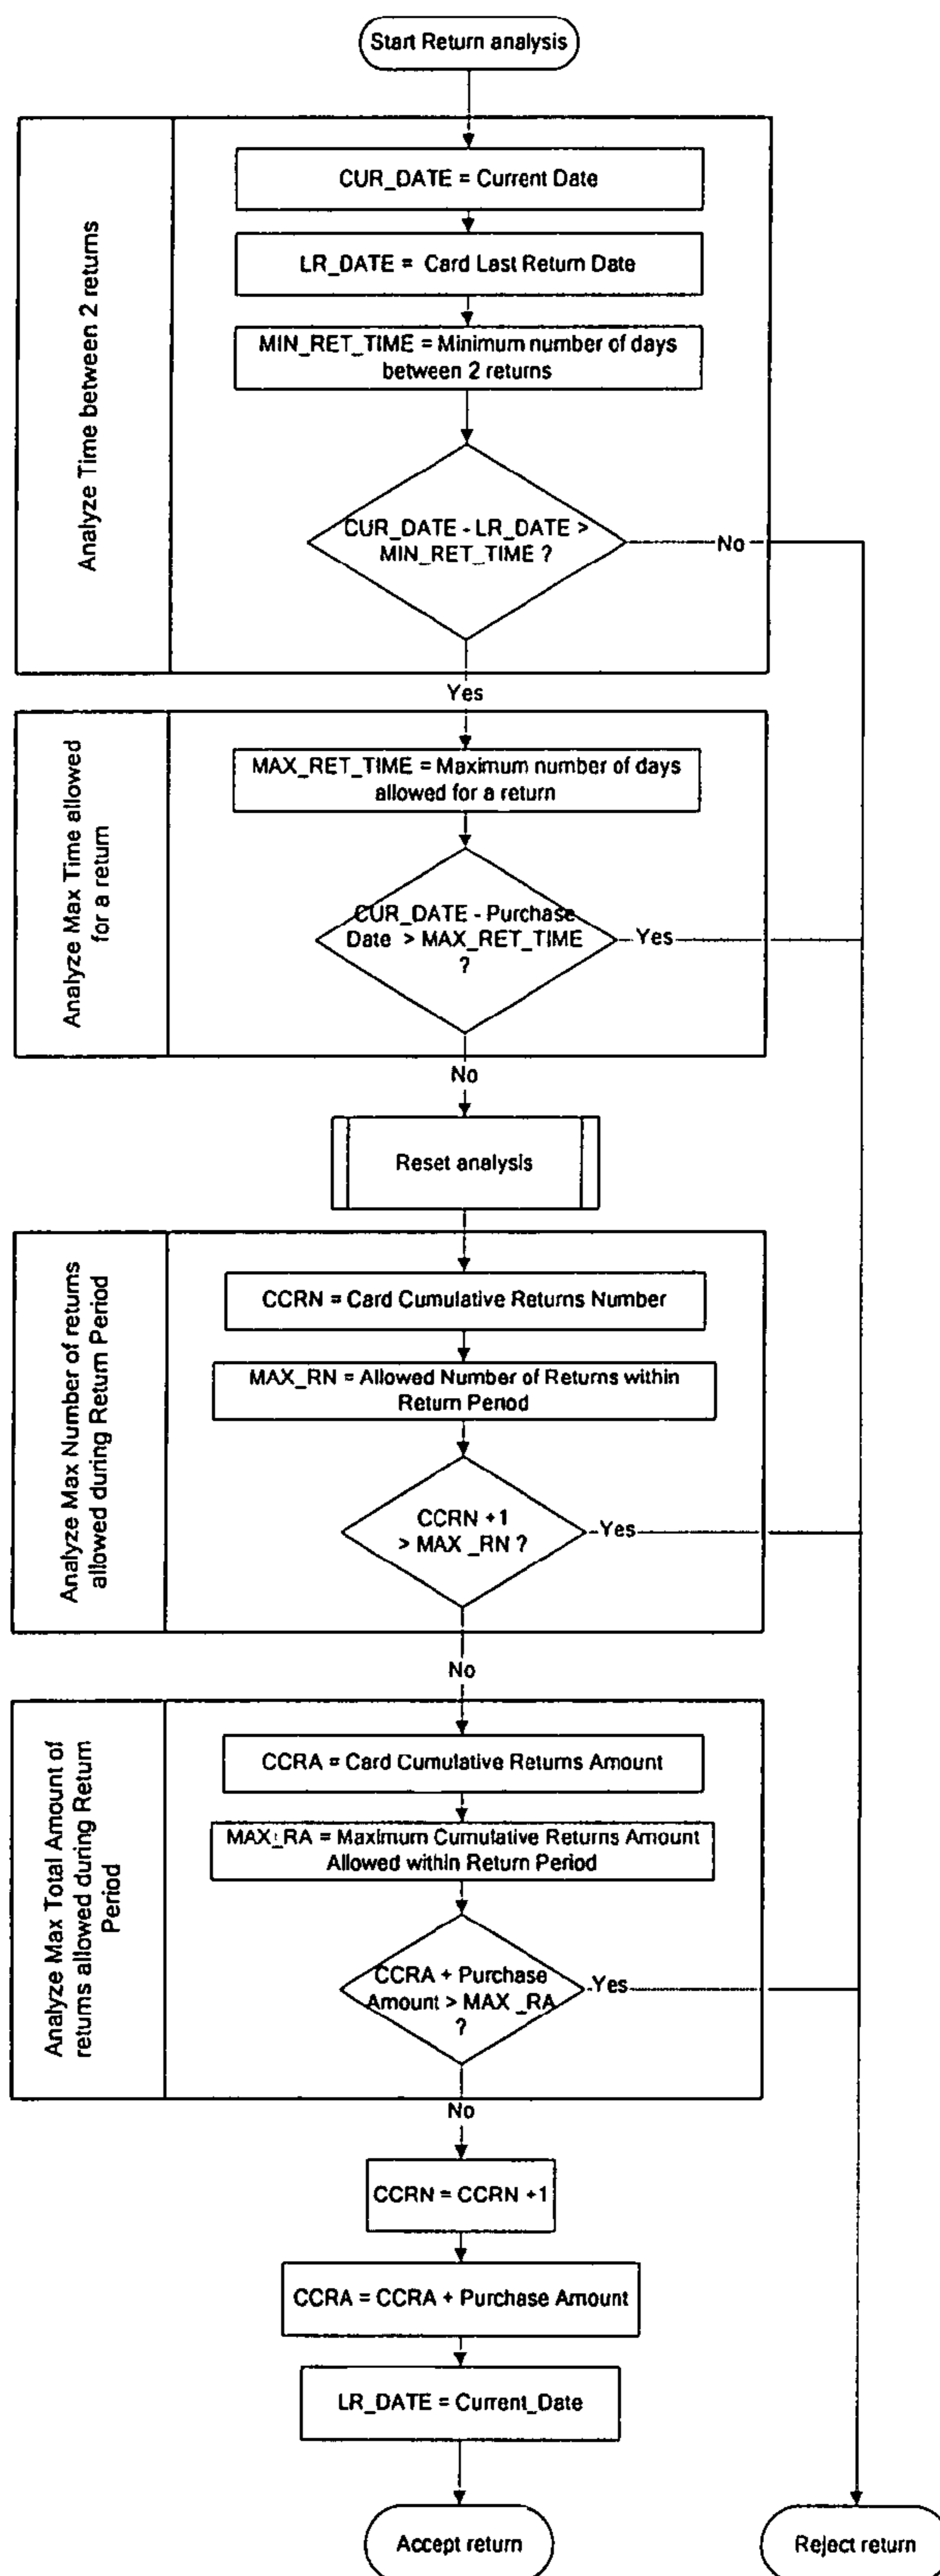 Start Return analysis
Analyze Time between 2 returns
CUR_DATE = Current Date
LR_DATE = Card Last Return Date
MIN_RET_TIME = Minimum number of days
between 2 returns
CUR_DATE - LR_DATE >
MIN_RET_TIME ?
No
Yes
Analyze Max Time allowed
for a return
MAX_RET_TIME = Maximum number of days
allowed for a return
CUR_DATE - Purchase
Date > MAX_RET_TIME
?
Yes
No
Reset analysis
Analyze Max Number of returns
allowed during Return Period
CCRN = Card Cumulative Returns Number
MAX_RN = Allowed Number of Returns within
Return Period
CCRN +1
> MAX _RN ?
Yes
No
Analyze Max Total Amount of
returns allowed during Return
Period
CCRA = Card Cumulative Returns Amount
MAX_RA = Maximum Cumulative Returns Amount
Allowed within Return Period
CCRA + Purchase
Amount > MAX _RA
?
Yes
No
CCRN = CCRN +1
CCRA = CCRA + Purchase Amount
LR_DATE = Current_Date
Accept return
Reject return